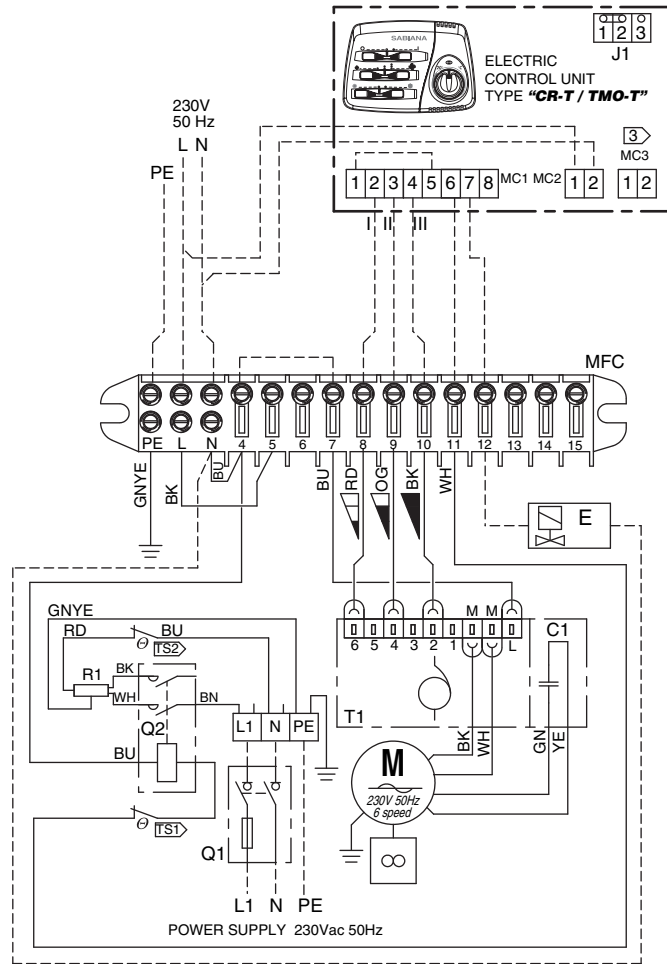 1 2 3
J1
SABIANA
ELECTRIC
CONTROL UNIT
TYPE "CR-T / TMO-T"
230V
50 Hz
L N
PE
3
MC3
1 2 3 4 5 6 7 8 MC1 MC2 1 2 1 2
I II III
MFC
PE L N 4 5 6 7 8 9 10 11 12 13 14 15
GNYE
BK
BU
BU
RD
OG
BK
WH
E
GNYE
RD
BU
TS2
R1
BK
WH
BN
Q2
BU
TS1
L1 N PE
Q1
L1 N PE
POWER SUPPLY 230Vac 50Hz
M M
6 5 4 3 2 1 L
C1
T1
BK
WH
GN
YE
M
230V 50Hz
6 speed
8